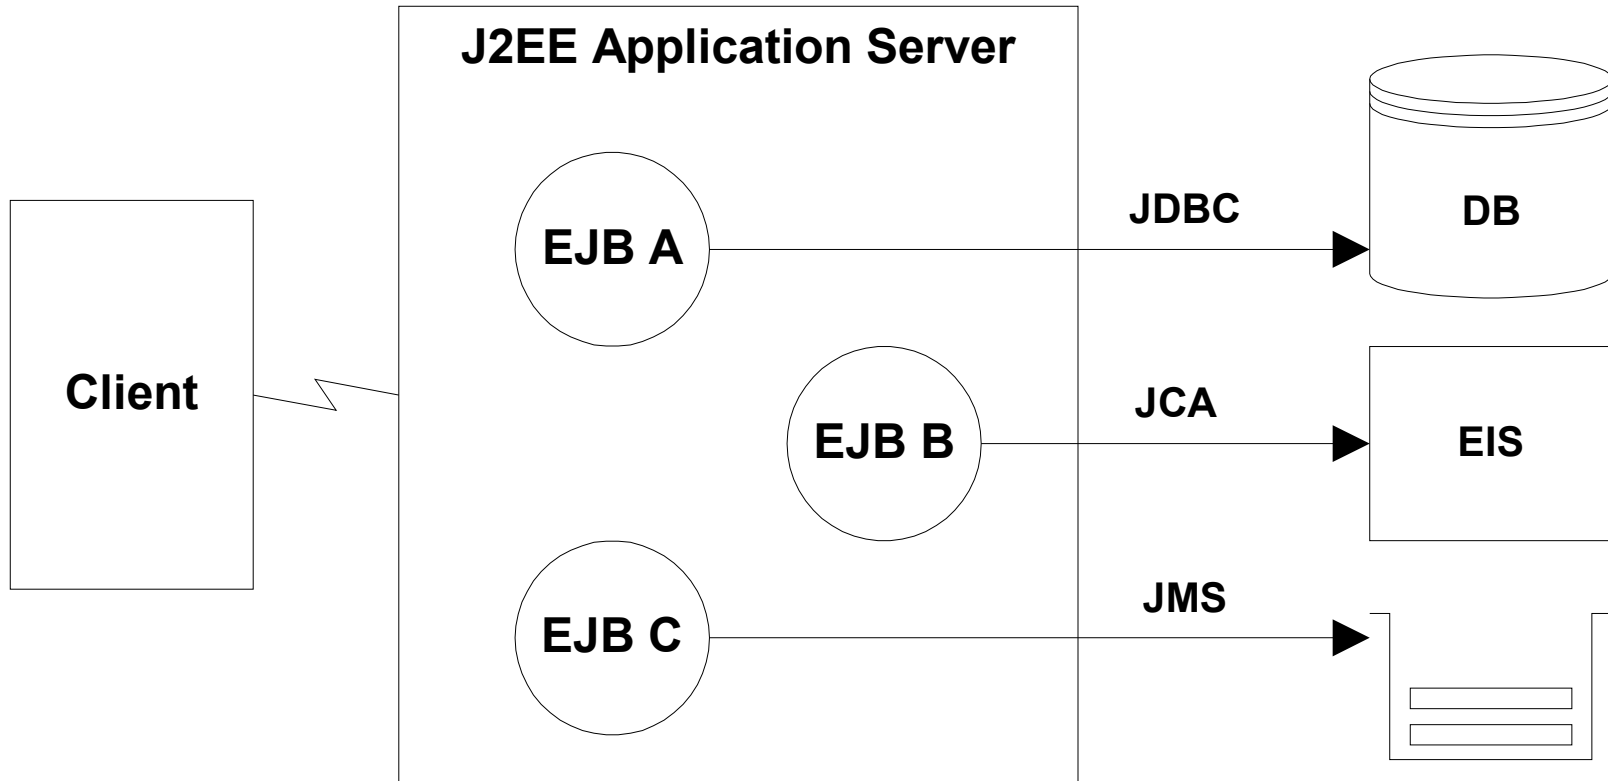 J2EE Application Server
Client
EJB A
JDBC
DB
EJB B
JCA
EIS
EJB C
JMS